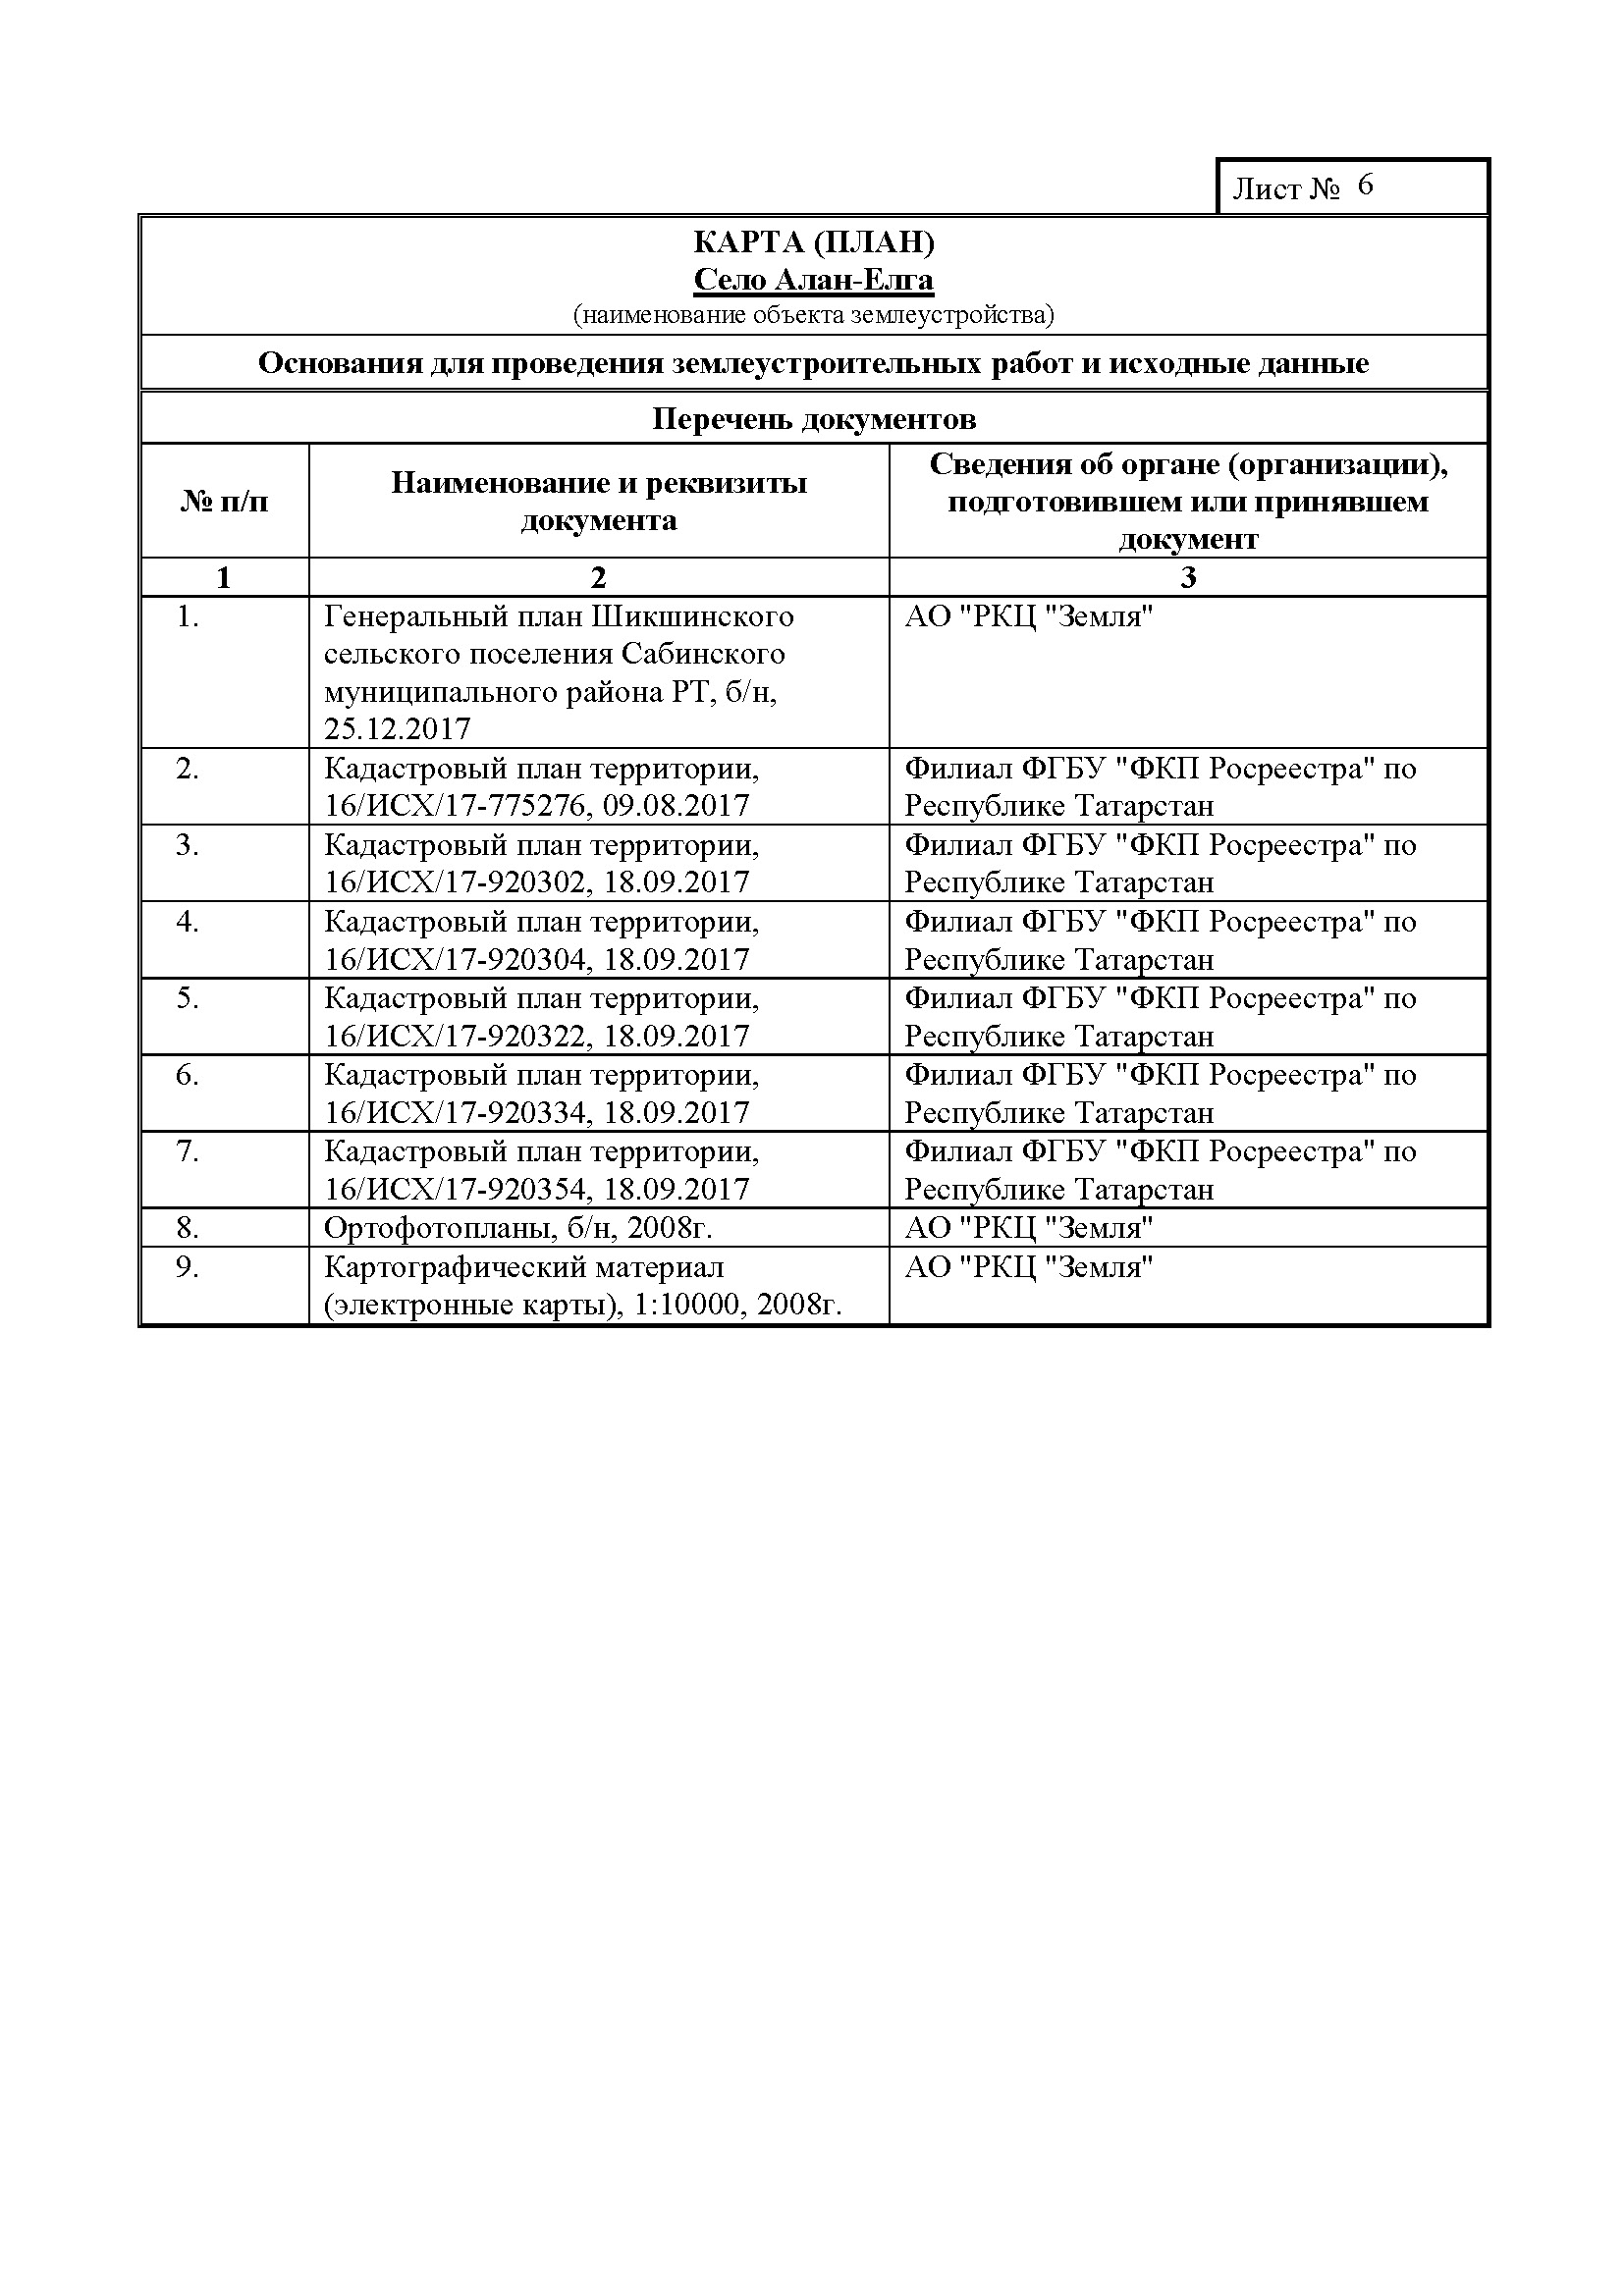 Лист № 6
КАРТА (ПЛАН)
Село Алан-Елга
(наименование объекта землеустройства)
Основания для проведения землеустроительных работ и исходные данные
Перечень документов
№ п/п
Наименование и реквизиты
документа
Сведения об органе (организации),
подготовившем или принявшем
документ
1
2
3
1.
Генеральный план Шикшинского
сельского поселения Сабинского
муниципального района РТ, б/н,
25.12.2017
АО "РКЦ "Земля"
2.
Кадастровый план территории,
16/ИСХ/17-775276, 09.08.2017
Филиал ФГБУ "ФКП Росреестра" по
Республике Татарстан
3.
Кадастровый план территории,
16/ИСХ/17-920302, 18.09.2017
Филиал ФГБУ "ФКП Росреестра" по
Республике Татарстан
4.
Кадастровый план территории,
16/ИСХ/17-920304, 18.09.2017
Филиал ФГБУ "ФКП Росреестра" по
Республике Татарстан
5.
Кадастровый план территории,
16/ИСХ/17-920322, 18.09.2017
Филиал ФГБУ "ФКП Росреестра" по
Республике Татарстан
6.
Кадастровый план территории,
16/ИСХ/17-920334, 18.09.2017
Филиал ФГБУ "ФКП Росреестра" по
Республике Татарстан
7.
Кадастровый план территории,
16/ИСХ/17-920354, 18.09.2017
Филиал ФГБУ "ФКП Росреестра" по
Республике Татарстан
8.
Ортофотопланы, б/н, 2008г.
АО "РКЦ "Земля"
9.
Картографический материал
(электронные карты), 1:10000, 2008г.
АО "РКЦ "Земля"